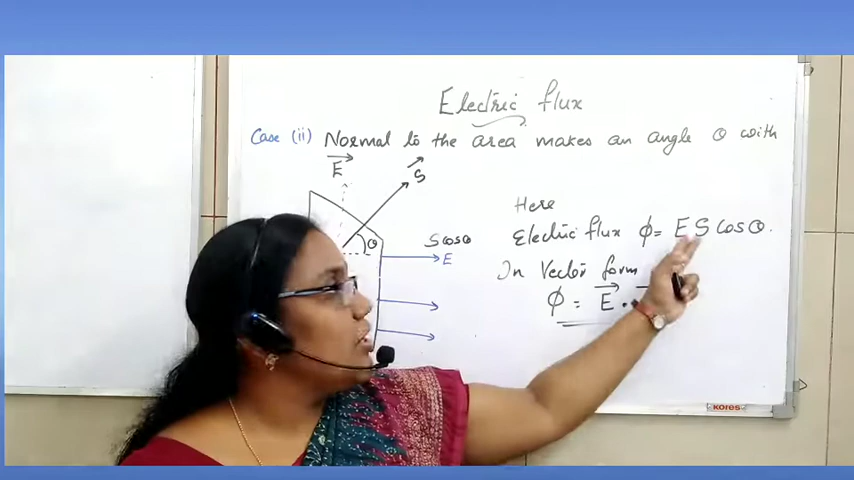 Electric flux
Case (ii) Normal to the area makes an angle θ with
E
S
θ
S cosθ
E
Here
Electric flux ϕ = E S cosθ.
In Vector form
ϕ = E ·
kores